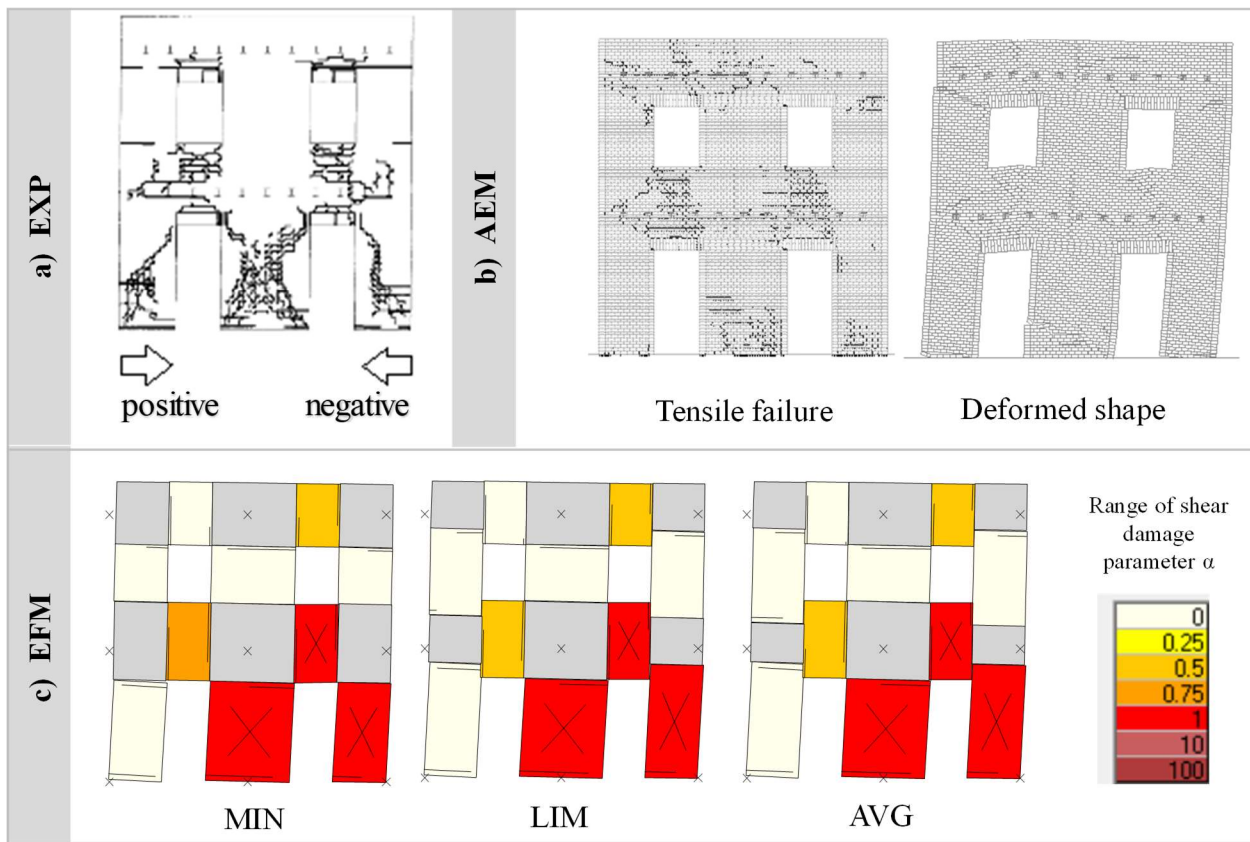 a) EXP
positive
negative
b) AEM
Tensile failure
Deformed shape
c) EFM
MIN
LIM
AVG
Range of shear
damage
parameter α
0
0.25
0.5
0.75
1
10
100